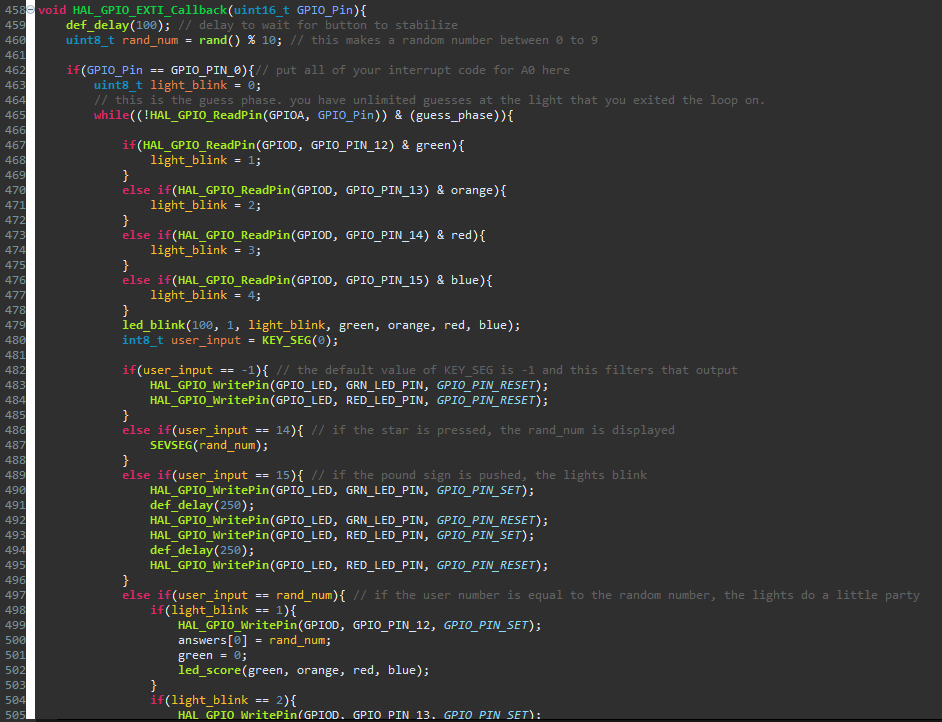 458 void HAL_GPIO_EXTI_Callback(uint16_t GPIO_Pin){
459 def_delay(100); // delay to wait for button to stabilize
460 uint8_t rand_num = rand() % 10; // this makes a random number between 0 to 9
461
462 if(GPIO_Pin == GPIO_PIN_0){// put all of your interrupt code for A0 here
463 uint8_t light_blink = 0;
464 // this is the guess phase. you have unlimited guesses at the light that you exited the loop on.
465 while((!HAL_GPIO_ReadPin(GPIOA, GPIO_Pin)) & (guess_phase)){
466
467 if(HAL_GPIO_ReadPin(GPIOD, GPIO_PIN_12) & green){
468 light_blink = 1;
469 }
470 else if(HAL_GPIO_ReadPin(GPIOD, GPIO_PIN_13) & orange){
471 light_blink = 2;
472 }
473 else if(HAL_GPIO_ReadPin(GPIOD, GPIO_PIN_14) & red){
474 light_blink = 3;
475 }
476 else if(HAL_GPIO_ReadPin(GPIOD, GPIO_PIN_15) & blue){
477 light_blink = 4;
478 }
479 led_blink(100, 1, light_blink, green, orange, red, blue);
480 int8_t user_input = KEY_SEG(0);
481
482 if(user_input == -1){ // the default value of KEY_SEG is -1 and this filters that output
483 HAL_GPIO_WritePin(GPIO_LED, GRN_LED_PIN, GPIO_PIN_RESET);
484 HAL_GPIO_WritePin(GPIO_LED, RED_LED_PIN, GPIO_PIN_RESET);
485 }
486 else if(user_input == 14){ // if the star is pressed, the rand_num is displayed
487 SEVSEG(rand_num);
488 }
489 else if(user_input == 15){ // if the pound sign is pushed, the lights blink
490 HAL_GPIO_WritePin(GPIO_LED, GRN_LED_PIN, GPIO_PIN_SET);
491 def_delay(250);
492 HAL_GPIO_WritePin(GPIO_LED, GRN_LED_PIN, GPIO_PIN_RESET);
493 HAL_GPIO_WritePin(GPIO_LED, RED_LED_PIN, GPIO_PIN_SET);
494 def_delay(250);
495 HAL_GPIO_WritePin(GPIO_LED, RED_LED_PIN, GPIO_PIN_RESET);
496 }
497 else if(user_input == rand_num){ // if the user number is equal to the random number, the lights do a little party
498 if(light_blink == 1){
499 HAL_GPIO_WritePin(GPIOD, GPIO_PIN_12, GPIO_PIN_SET);
500 answers[0] = rand_num;
501 green = 0;
502 led_score(green, orange, red, blue);
503 }
504 if(light_blink == 2){
505 HAL_GPIO_WritePin(GPIOD, GPIO_PIN_13, GPIO_PIN_SET);